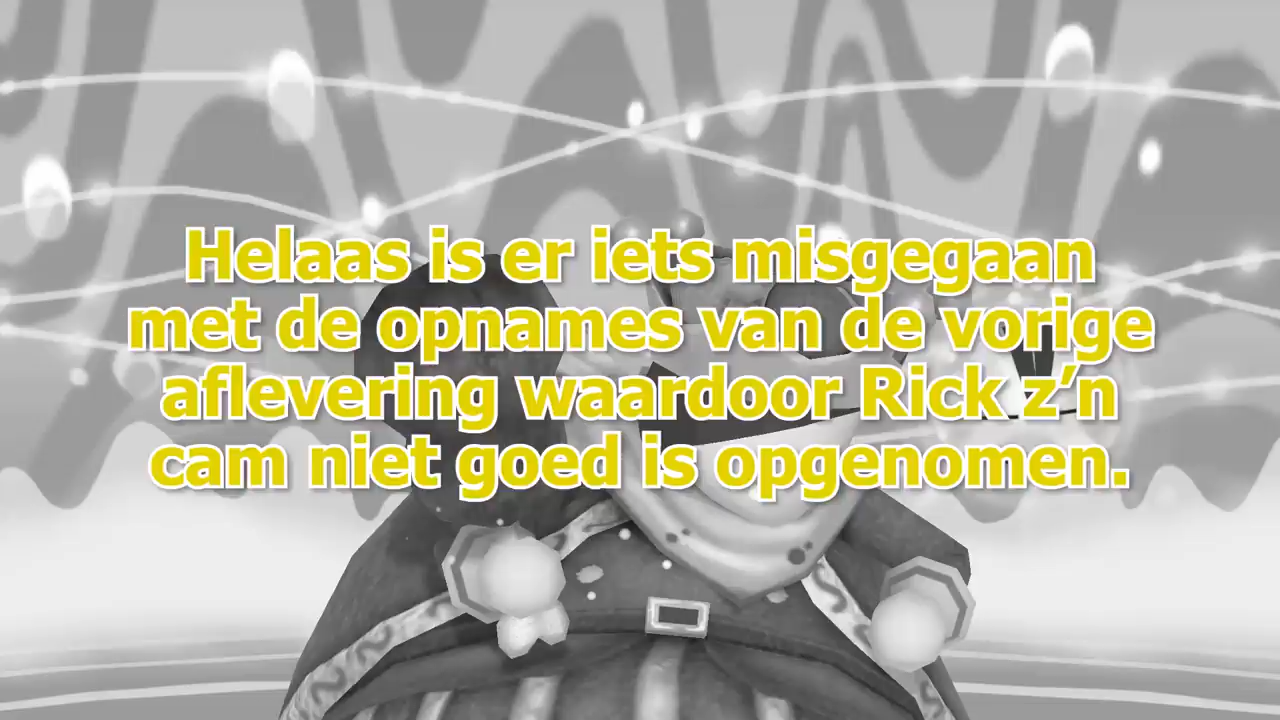 Helaas is er iets misgegaan
met de opnames van de vorige
aflevering waardoor Rick z’n
cam niet goed is opgenomen.